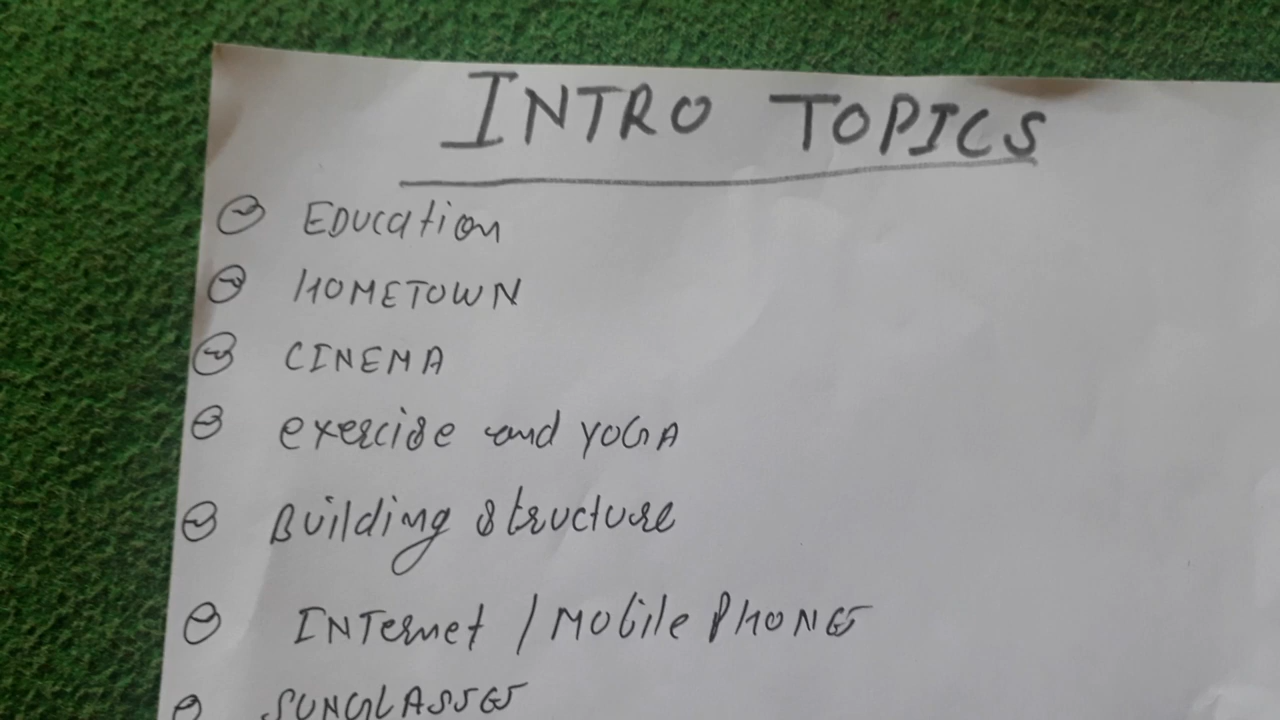 INTRO TOPICS
EDucation
HOMETOWN
CINEMA
exercise and YOGA
Building structure
INTernet / MObile PHONES
SUNGLASSES